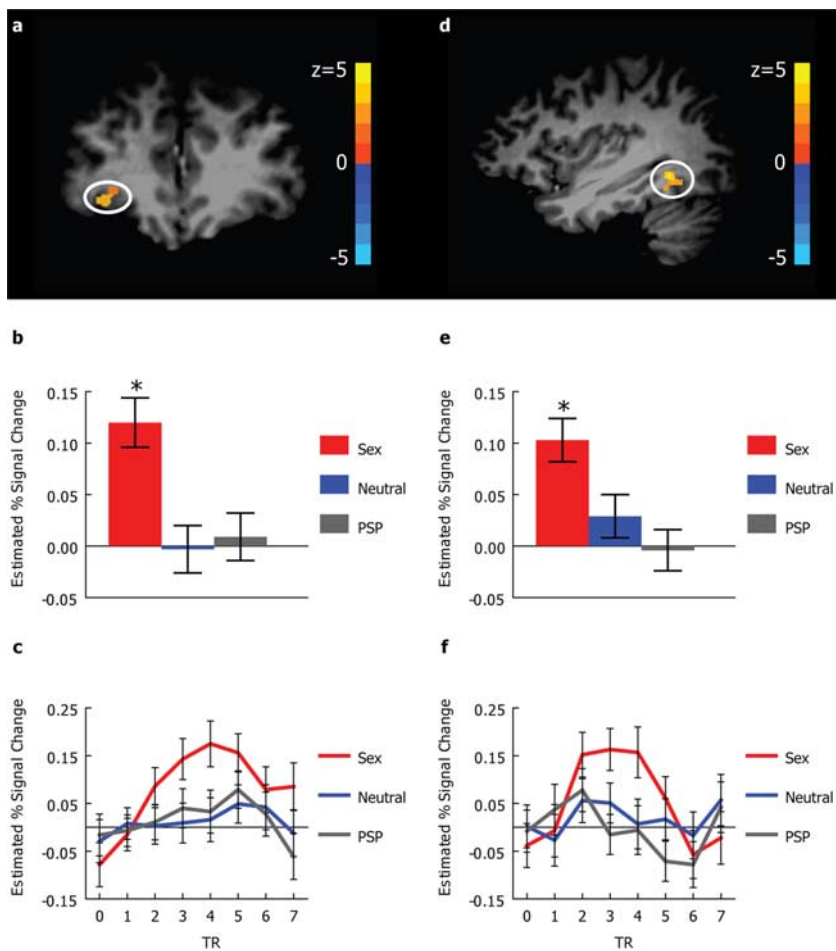 a
z=5
0
-5
d
z=5
0
-5
b
Estimated % Signal Change
0.15
0.10
0.05
0.00
-0.05
*
Sex
Neutral
PSP
e
Estimated % Signal Change
0.15
0.10
0.05
0.00
-0.05
*
Sex
Neutral
PSP
c
Estimated % Signal Change
0.25
0.15
0.05
-0.05
-0.15
0 1 2 3 4 5 6 7
TR
Sex
Neutral
PSP
f
Estimated % Signal Change
0.25
0.15
0.05
-0.05
-0.15
0 1 2 3 4 5 6 7
TR
Sex
Neutral
PSP